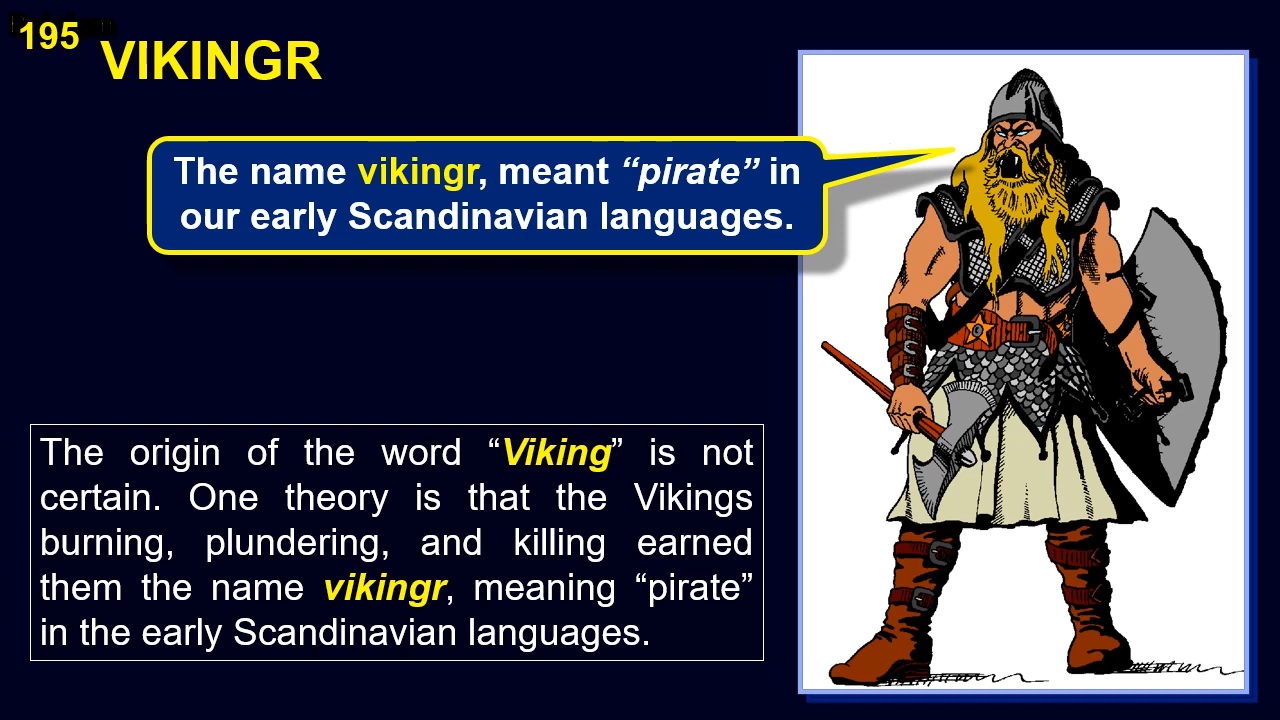 195
VIKINGR
The name vikingr, meant “pirate” in
our early Scandinavian languages.
The origin of the word “Viking” is not
certain. One theory is that the Vikings
burning, plundering, and killing earned
them the name vikingr, meaning “pirate”
in the early Scandinavian languages.